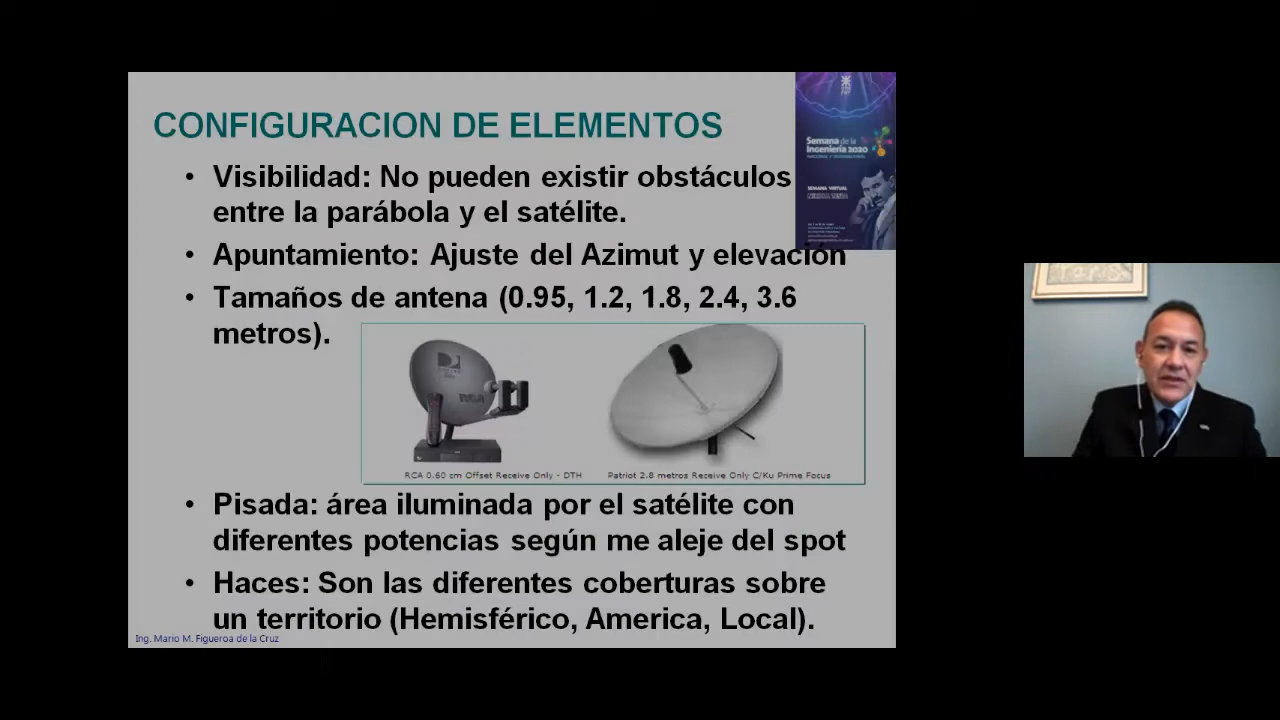 CONFIGURACION DE ELEMENTOS
Semana de la
Ingeniería 2020
SEMANA VIRTUAL
NIKOLA TESLA
• Visibilidad: No pueden existir obstáculos
entre la parábola y el satélite.
• Apuntamiento: Ajuste del Azimut y elevación
• Tamaños de antena (0.95, 1.2, 1.8, 2.4, 3.6
metros).
RCA
RCA 0.60 cm Offset Receive Only - DTH
Patriot 2.8 metros Receive Only C/Ku Prime Focus
• Pisada: área iluminada por el satélite con
diferentes potencias según me aleje del spot
• Haces: Son las diferentes coberturas sobre
un territorio (Hemisférico, America, Local).
Ing. Mario M. Figueroa de la Cruz